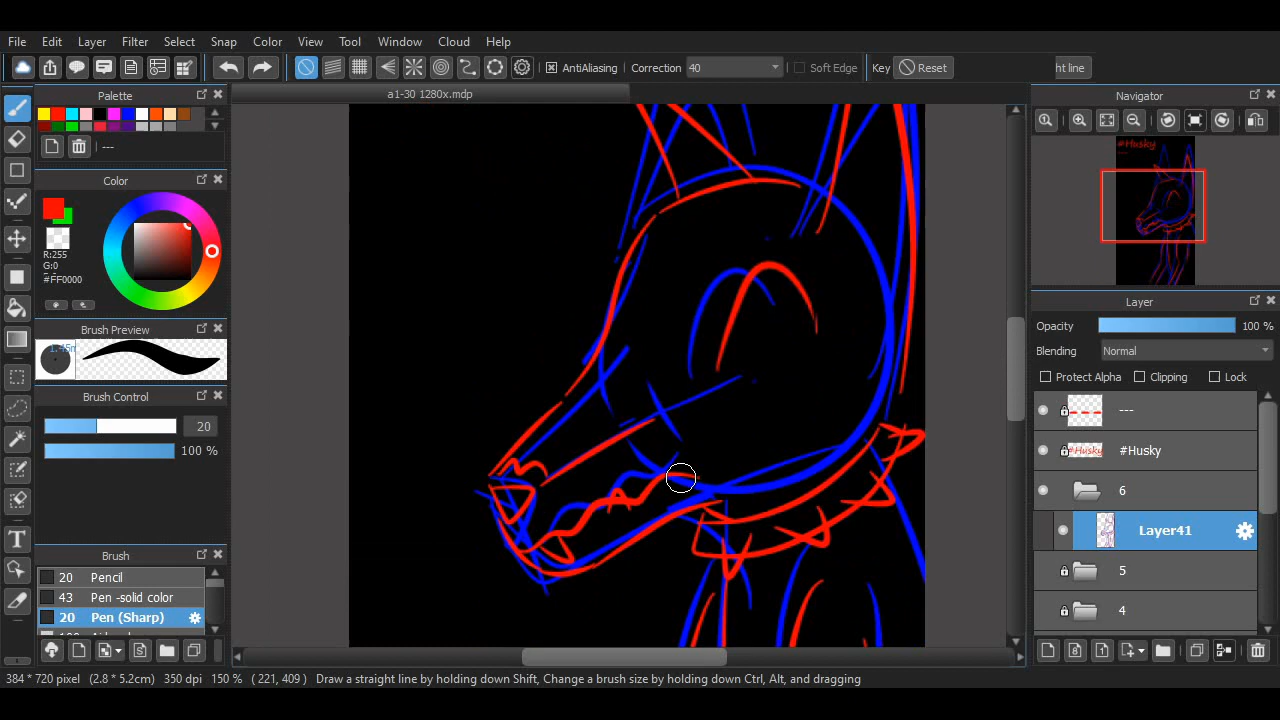 File Edit Layer Filter Select Snap Color View Tool Window Cloud Help
AntiAliasing Correction 40 Soft Edge Key Reset ht line
Palette
a1-30 1280x.mdp
Navigator
---
#Husky
Color
R:255
G:0
#FF0000
Layer
Opacity 100 %
Brush Preview
Blending Normal
Protect Alpha Clipping Lock
Brush Control
---
20
#Husky #Husky
100 %
6
Layer41
Brush
5
20 Pencil
43 Pen -solid color
20 Pen (Sharp)
4
384 * 720 pixel (2.8 * 5.2cm) 350 dpi 150 % ( 221, 409 ) Draw a straight line by holding down Shift, Change a brush size by holding down Ctrl, Alt, and dragging